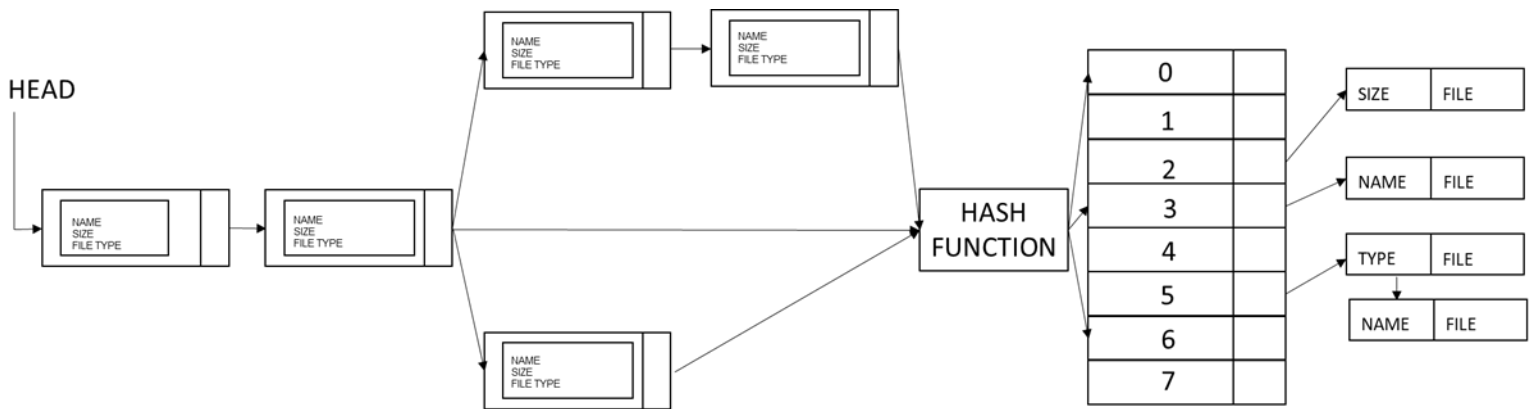 HEAD
NAME
SIZE
FILE TYPE
NAME
SIZE
FILE TYPE
NAME
SIZE
FILE TYPE
NAME
SIZE
FILE TYPE
NAME
SIZE
FILE TYPE
HASH
FUNCTION
0
1
2
3
4
5
6
7
SIZE FILE
NAME FILE
TYPE FILE
NAME FILE